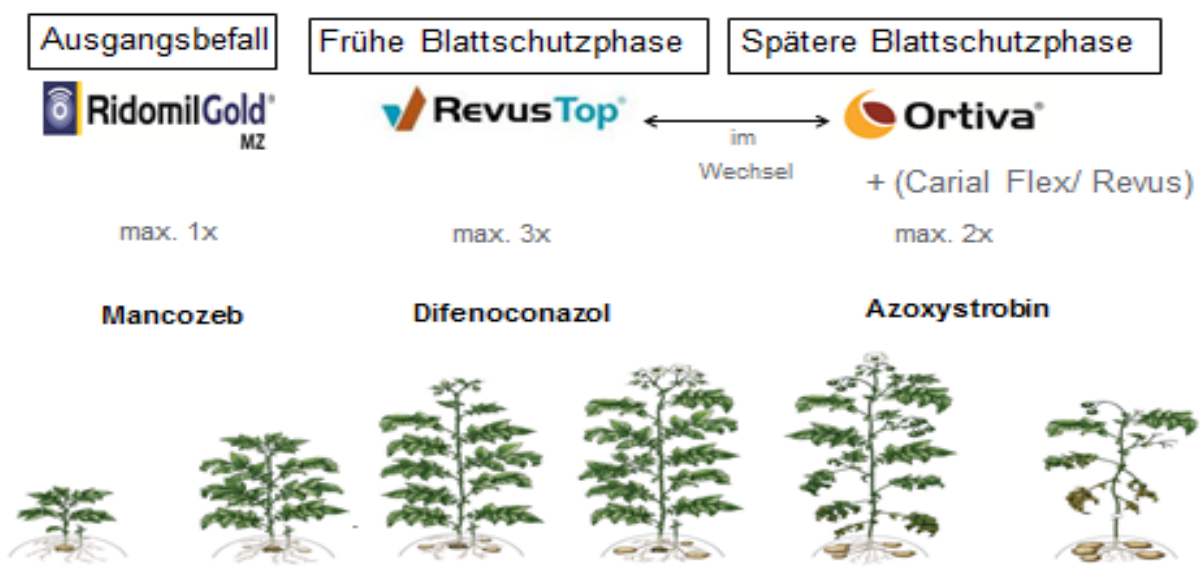 Ausgangsbefall
Frühe Blattschutzphase
Spätere Blattschutzphase
RidomilGold®
MZ
RevusTop®
im
Wechsel
Ortiva®
+ (Carial Flex/ Revus)
max. 1x
max. 3x
max. 2x
Mancozeb
Difenoconazol
Azoxystrobin